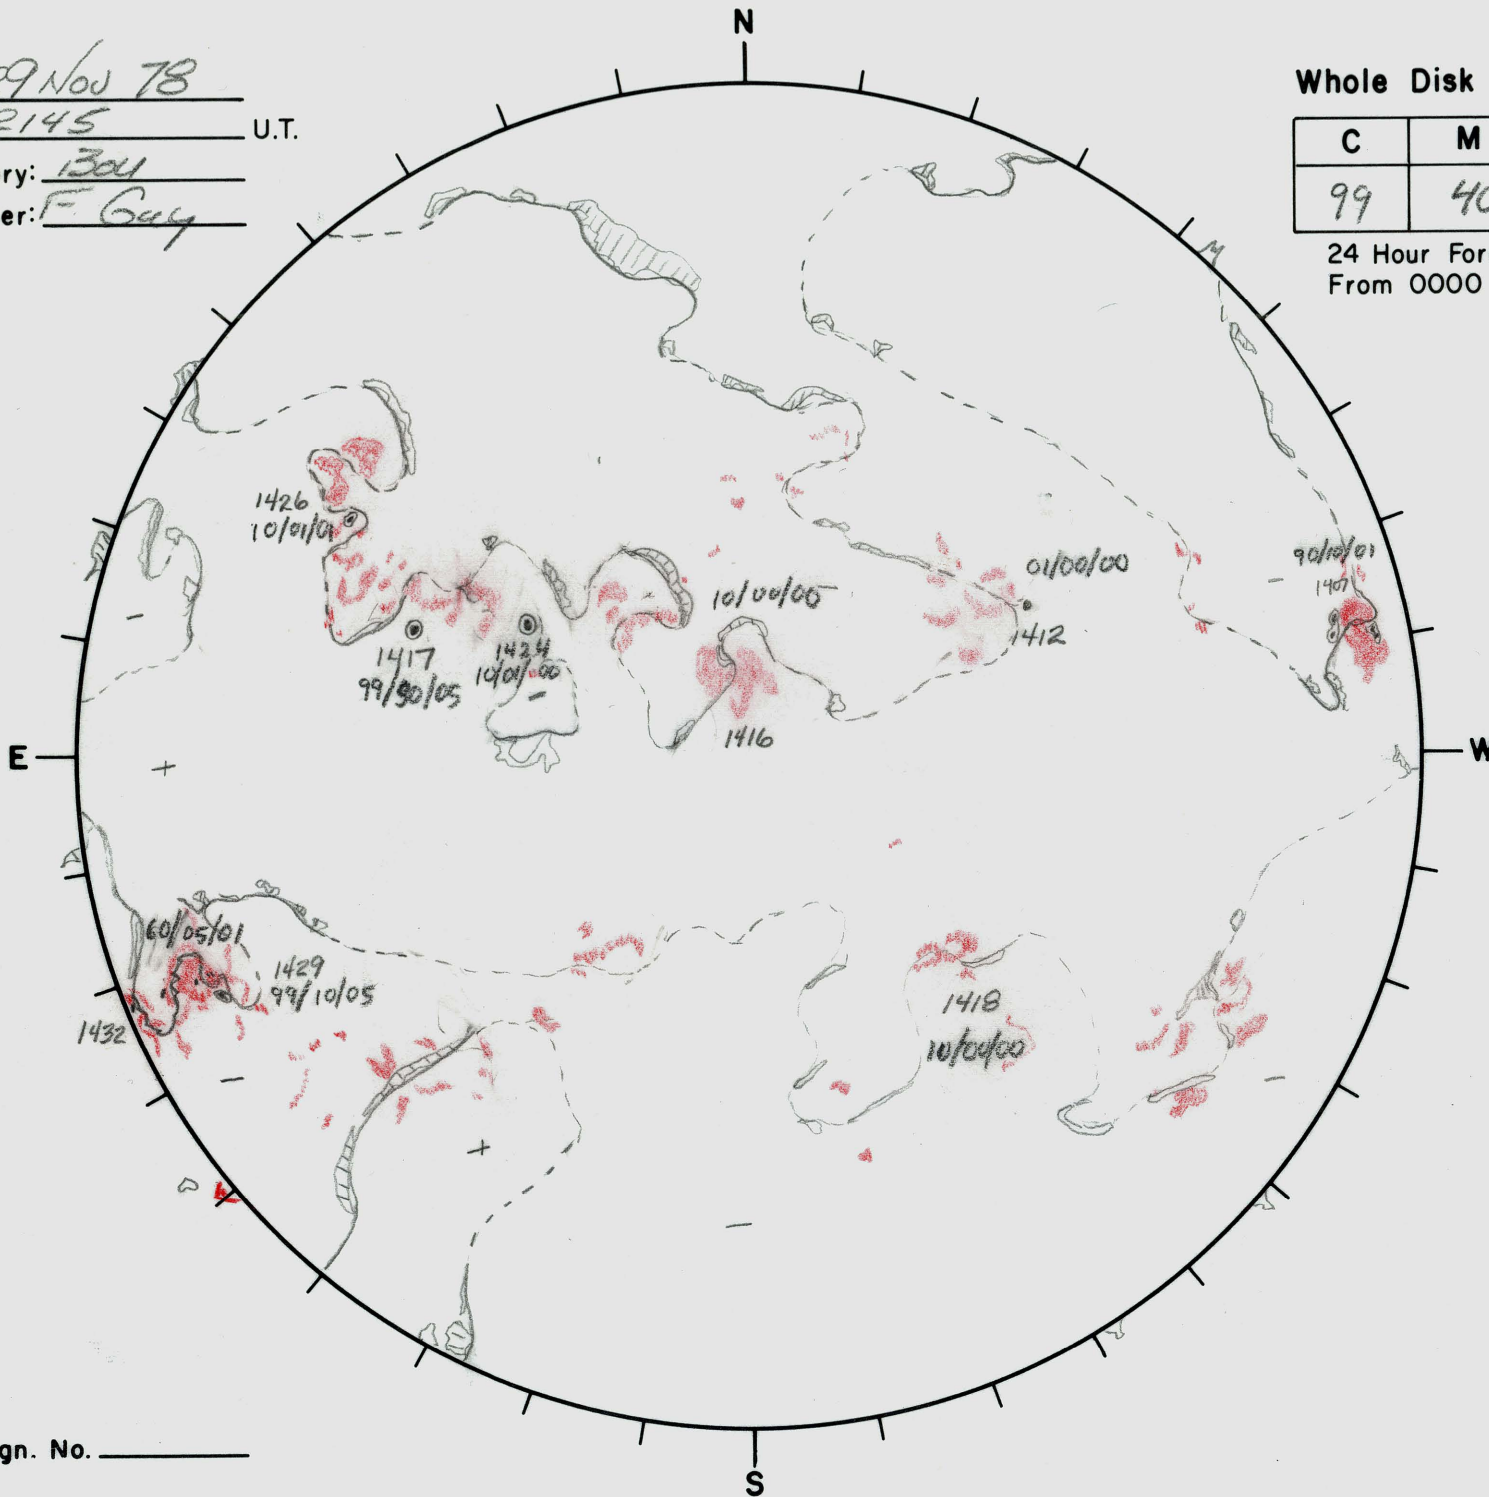 N
09 Nov 78
2145 U.T.
ry: Bou
er: F. Guy
Whole Disk
C M
99 40
24 Hour For
From 0000
M
1426
10/01/01
90/10/01
1407
01/00/00
1412
10/00/05
1417
99/50/05
1424
10/01/00
-
-
-
1416
E
W
+
60/05/01
1429
99/10/05
1432
1418
10/00/00
-
-
+
-
gn. No.
S